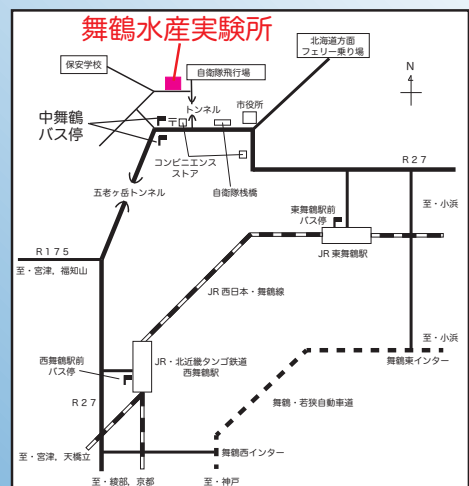 舞鶴水産実験所
北海道方面
フェリー乗り場
保安学校
自衛隊飛行場
N
市役所
トンネル
中舞鶴
バス停
〒
コンビニエンス
ストア
自衛隊桟橋
R27
五老ヶ岳トンネル
東舞鶴駅前
バス停
至・小浜
JR東舞鶴駅
R175
至・宮津，福知山
JR西日本・舞鶴線
至・小浜
舞鶴東インター
JR・北近畿タンゴ鉄道
西舞鶴駅
西舞鶴駅前
バス停
R27
舞鶴・若狭自動車道
至・宮津，天橋立
舞鶴西インター
至・綾部，京都
至・神戸